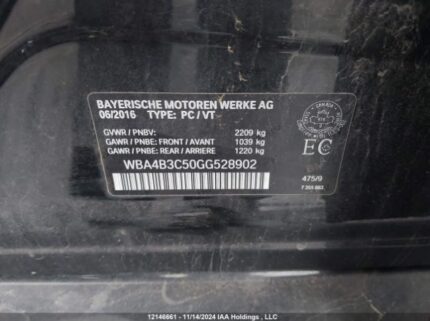 BAYERISCHE MOTOREN WERKE AG
06/2016 TYPE: PC / VT
GVWR / PNBV: 2209 kg
GAWR / PNBE: FRONT / AVANT 1039 kg
GAWR / PNBE: REAR / ARRIERE 1220 kg
WBA4B3C50GG528902
CANADA
EC
475/9
12146661 - 11/14/2024 IAA Holdings , LLC